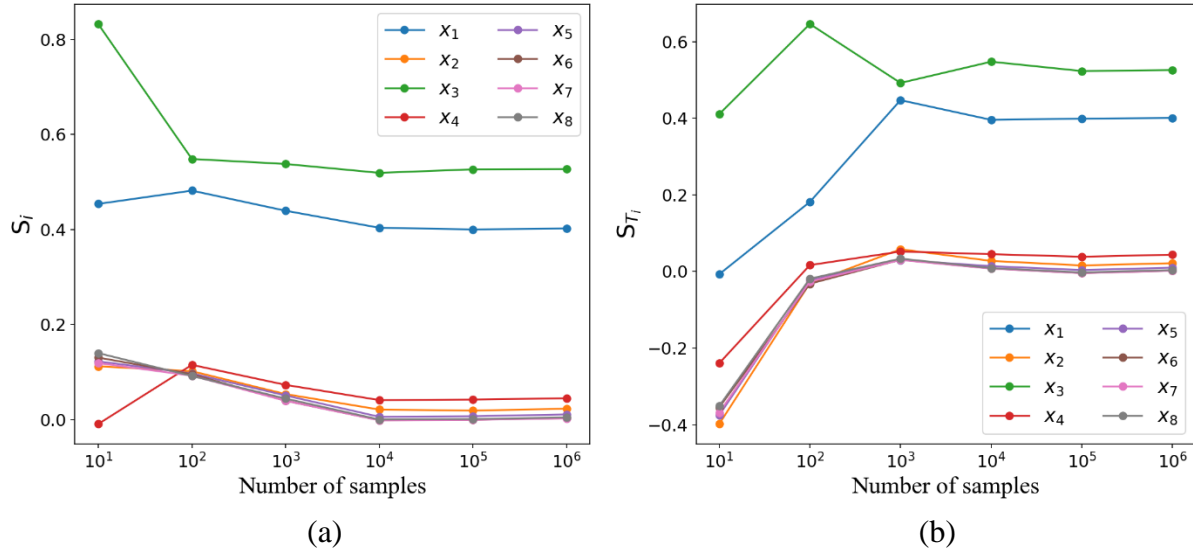 0.8
0.6
0.4
0.2
0.0
S_i
x_1 x_5
x_2 x_6
x_3 x_7
x_4 x_8
10^1 10^2 10^3 10^4 10^5 10^6
Number of samples
(a)
0.6
0.4
0.2
0.0
−0.2
−0.4
S_{T_i}
x_1 x_5
x_2 x_6
x_3 x_7
x_4 x_8
10^1 10^2 10^3 10^4 10^5 10^6
Number of samples
(b)